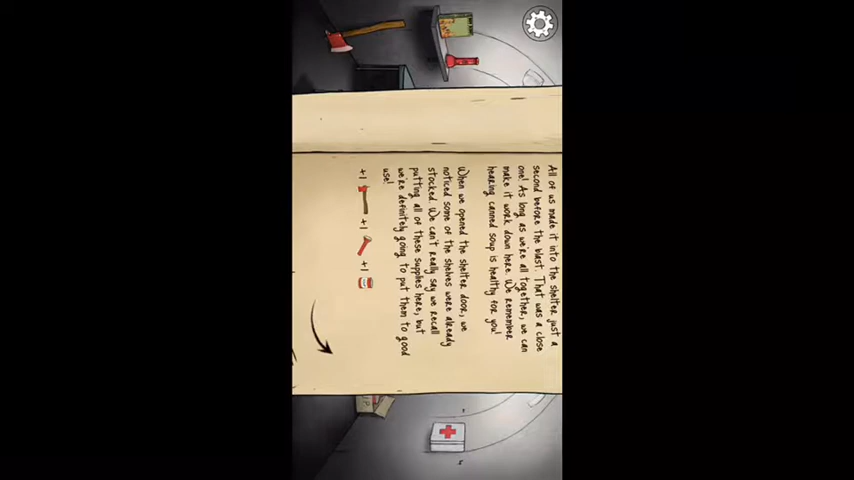 All of us made it into the shelter just a
second before the blast. That was a close
one! As long as we're all together, we can
make it work down here. We remember
hearing canned soup is healthy for you!
When we opened the shelter door, we
noticed some of the shelves were already
stocked. We can't really say we recall
putting all of these supplies here, but
we're definitely going to put them to good
use!
+1 +1 +1